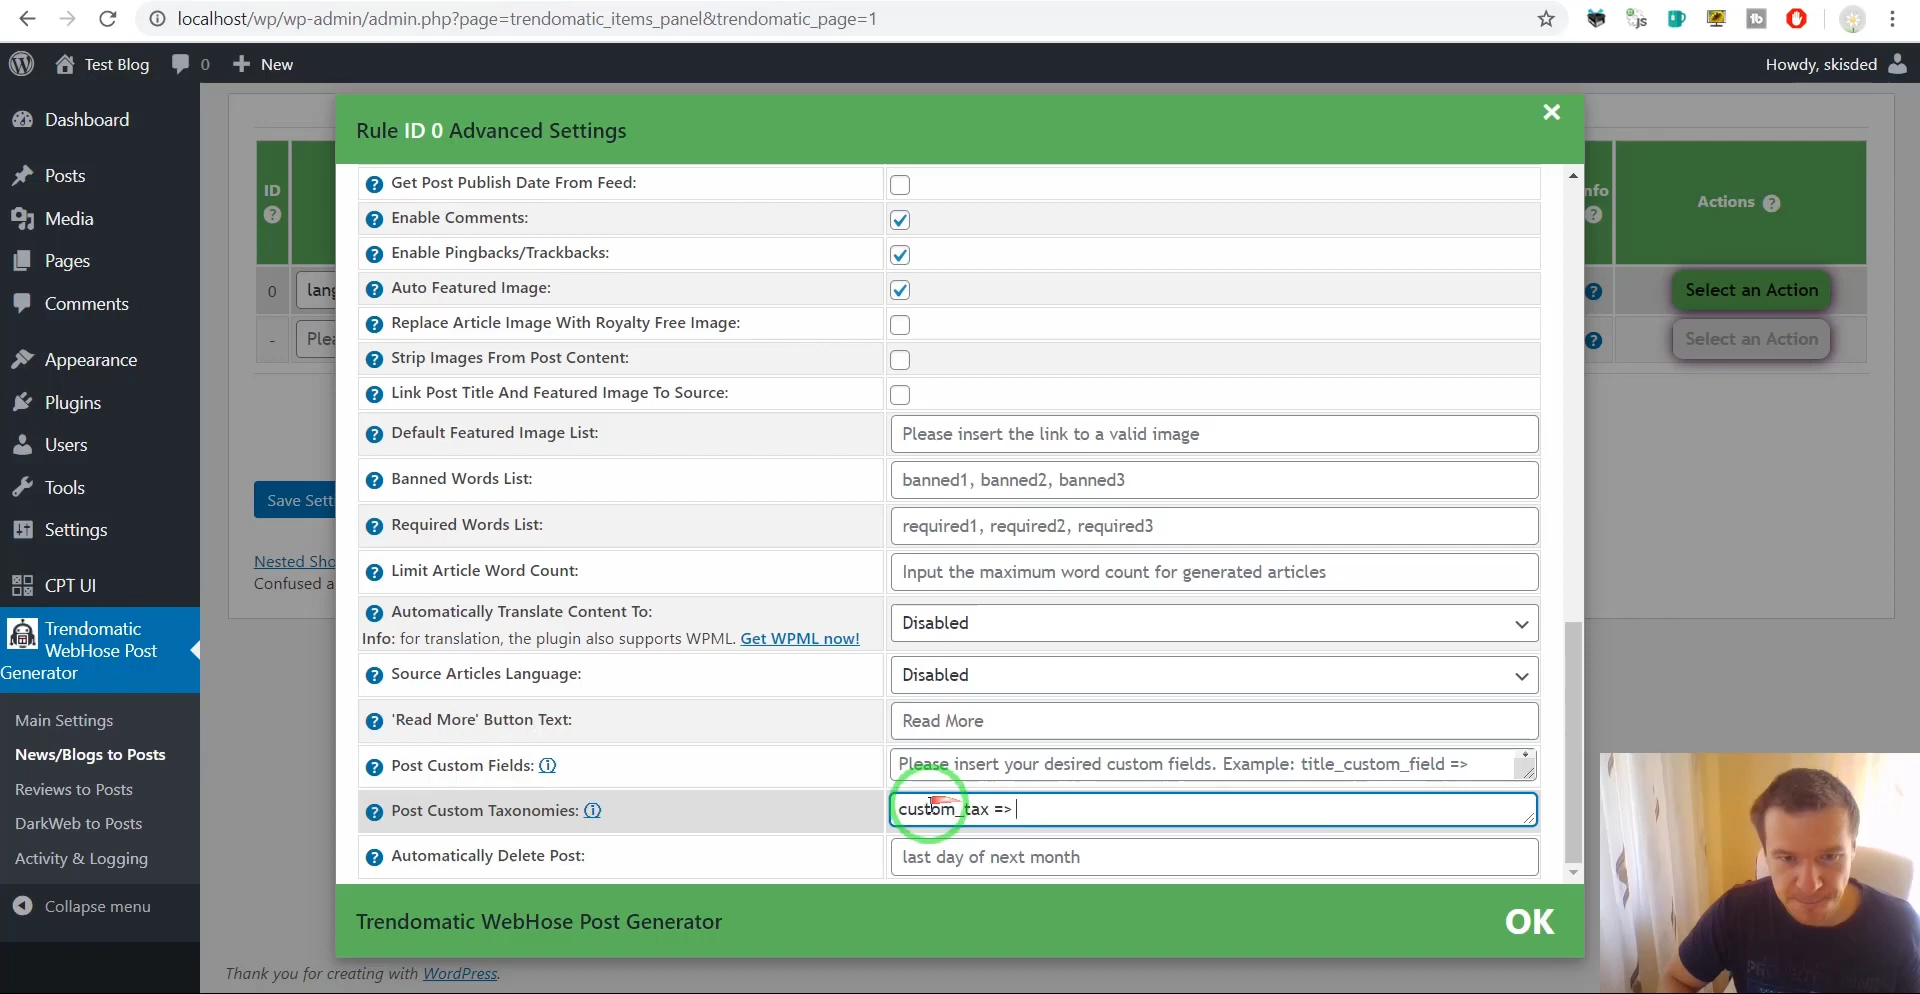 localhost/wp/wp-admin/admin.php?page=trendomatic_items_panel&trendomatic_page=1
Test Blog
0
New
Howdy, skisded
Dashboard
Posts
Media
Pages
Comments
Appearance
Plugins
Users
Tools
Settings
CPT UI
Trendomatic
WebHose Post
Generator
Main Settings
News/Blogs to Posts
Reviews to Posts
DarkWeb to Posts
Activity & Logging
Collapse menu
ID
0
lang
-
Plea
Save Sett
Nested Sho
Confused a
Rule ID 0 Advanced Settings
Get Post Publish Date From Feed:
Enable Comments:
Enable Pingbacks/Trackbacks:
Auto Featured Image:
Replace Article Image With Royalty Free Image:
Strip Images From Post Content:
Link Post Title And Featured Image To Source:
Default Featured Image List:
Please insert the link to a valid image
Banned Words List:
banned1, banned2, banned3
Required Words List:
required1, required2, required3
Limit Article Word Count:
Input the maximum word count for generated articles
Automatically Translate Content To:
Info: for translation, the plugin also supports WPML. Get WPML now!
Disabled
Source Articles Language:
Disabled
'Read More' Button Text:
Read More
Post Custom Fields:
Please insert your desired custom fields. Example: title_custom_field =>
Post Custom Taxonomies:
custom_tax =>
Automatically Delete Post:
last day of next month
Trendomatic WebHose Post Generator
OK
nfo
Actions
Select an Action
Select an Action
Thank you for creating with WordPress.